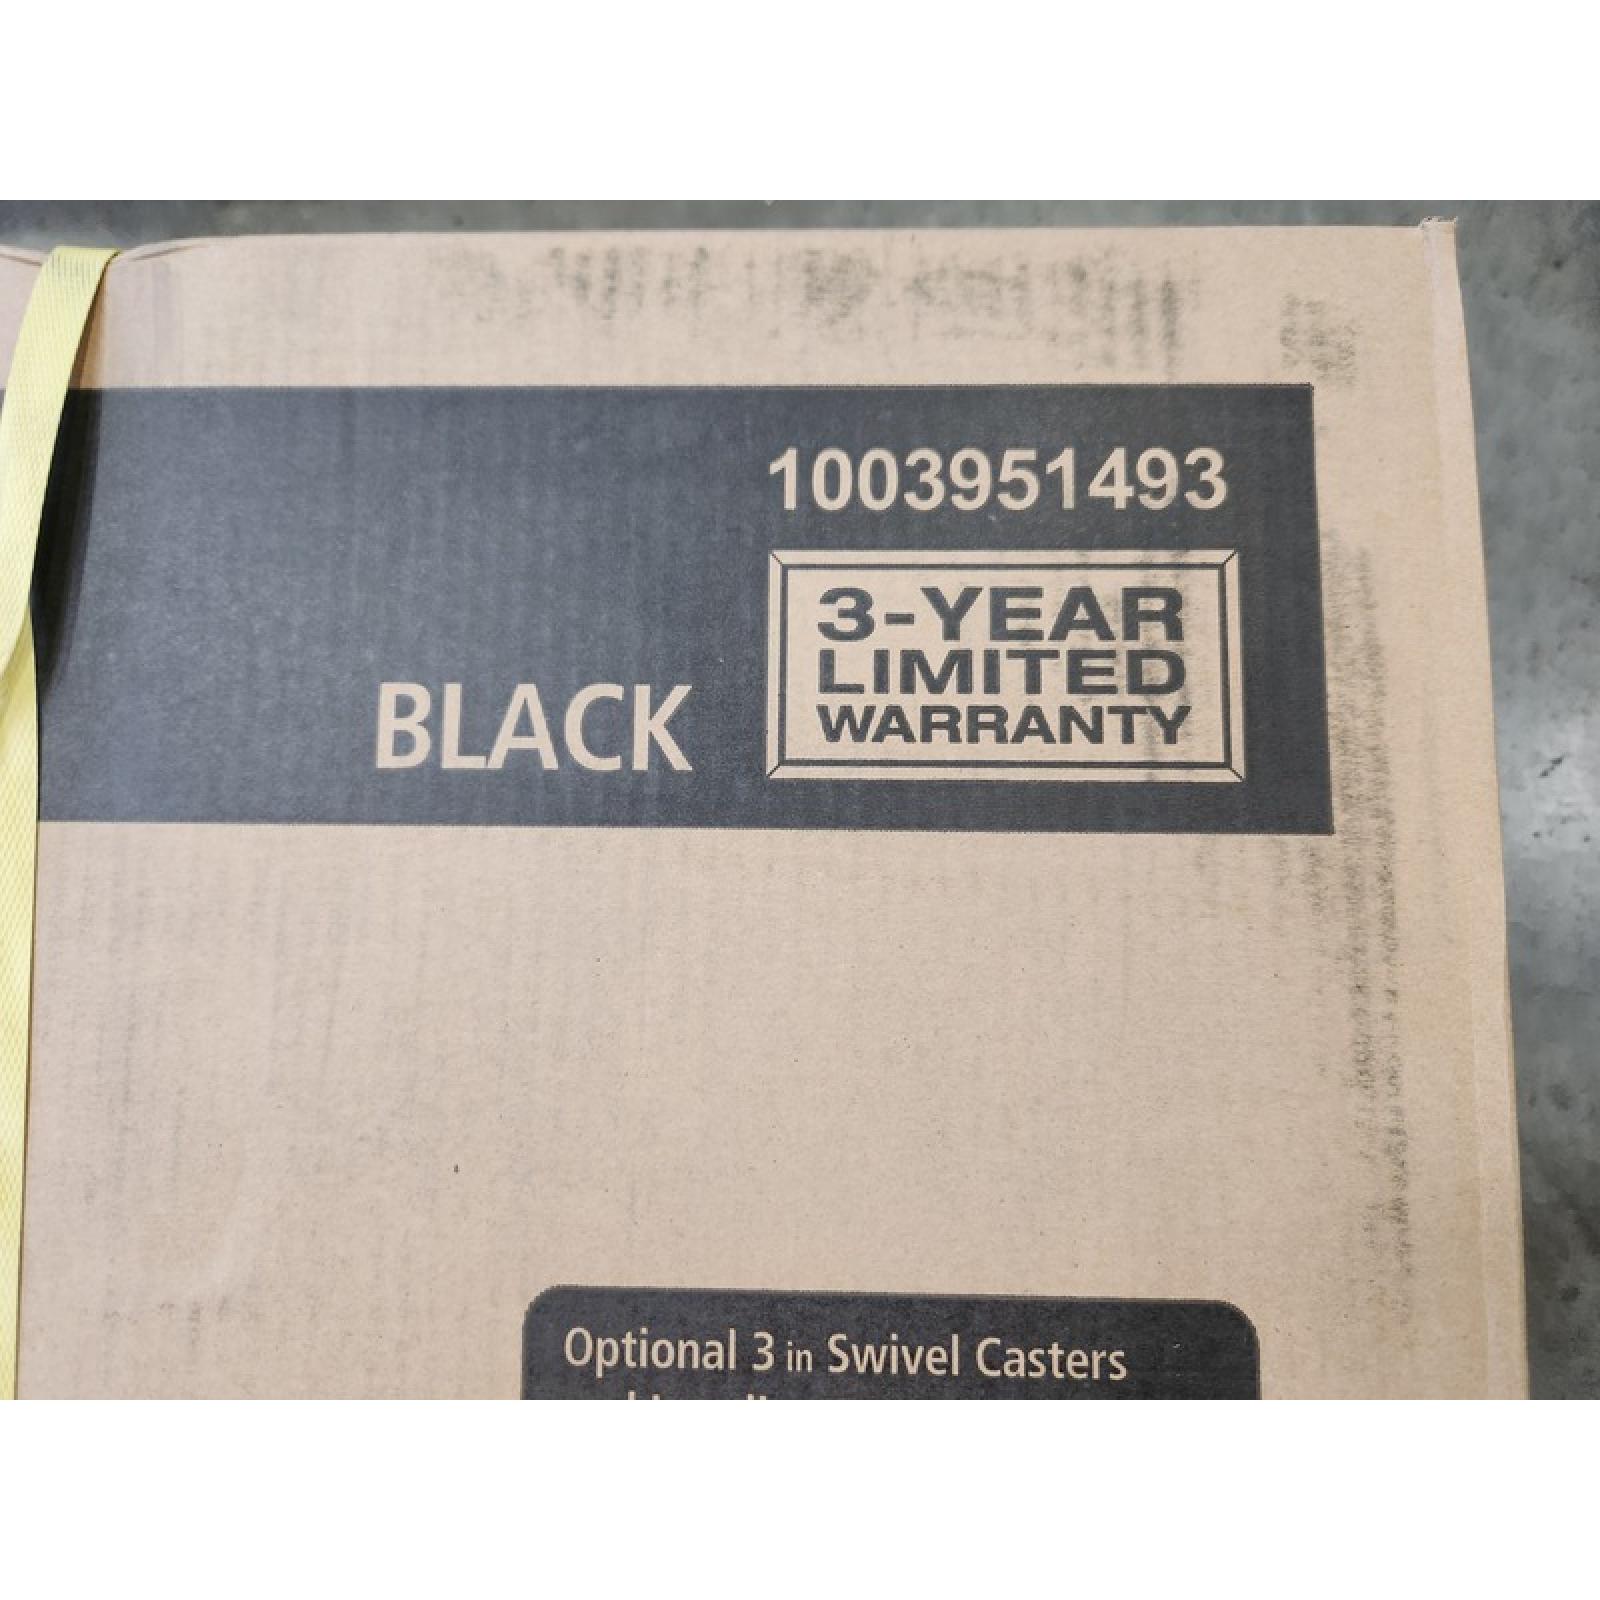 1003951493
3-YEAR
LIMITED
WARRANTY
BLACK
Optional 3 in Swivel Casters